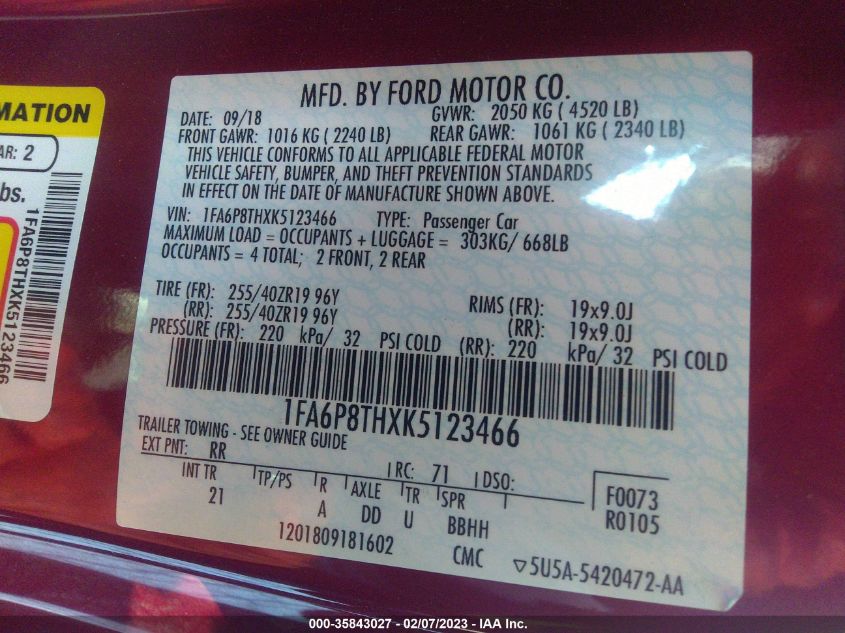 MATION
AR: 2
bs.
1FA6P8THXK5123466
MFD. BY FORD MOTOR CO.
DATE: 09/18 GVWR: 2050 KG ( 4520 LB)
FRONT GAWR: 1016 KG ( 2240 LB) REAR GAWR: 1061 KG ( 2340 LB)
THIS VEHICLE CONFORMS TO ALL APPLICABLE FEDERAL MOTOR
VEHICLE SAFETY, BUMPER, AND THEFT PREVENTION STANDARDS
IN EFFECT ON THE DATE OF MANUFACTURE SHOWN ABOVE.
VIN: 1FA6P8THXK5123466 TYPE: Passenger Car
MAXIMUM LOAD = OCCUPANTS + LUGGAGE = 303KG/ 668LB
OCCUPANTS = 4 TOTAL; 2 FRONT, 2 REAR
TIRE (FR): 255/40ZR19 96Y RIMS (FR): 19x9.0J
(RR): 255/40ZR19 96Y (RR): 19x9.0J
PRESSURE (FR): 220 kPa/ 32 PSI COLD (RR): 220 kPa/ 32 PSI COLD
1FA6P8THXK5123466
TRAILER TOWING - SEE OWNER GUIDE
EXT PNT: RR RC: 71 DSO:
INT TR TP/PS R AXLE TR SPR F0073
21 A DD U BBHH R0105
1201809181602 CMC ▽5U5A-5420472-AA
000-35843027 - 02/07/2023 - IAA Inc.